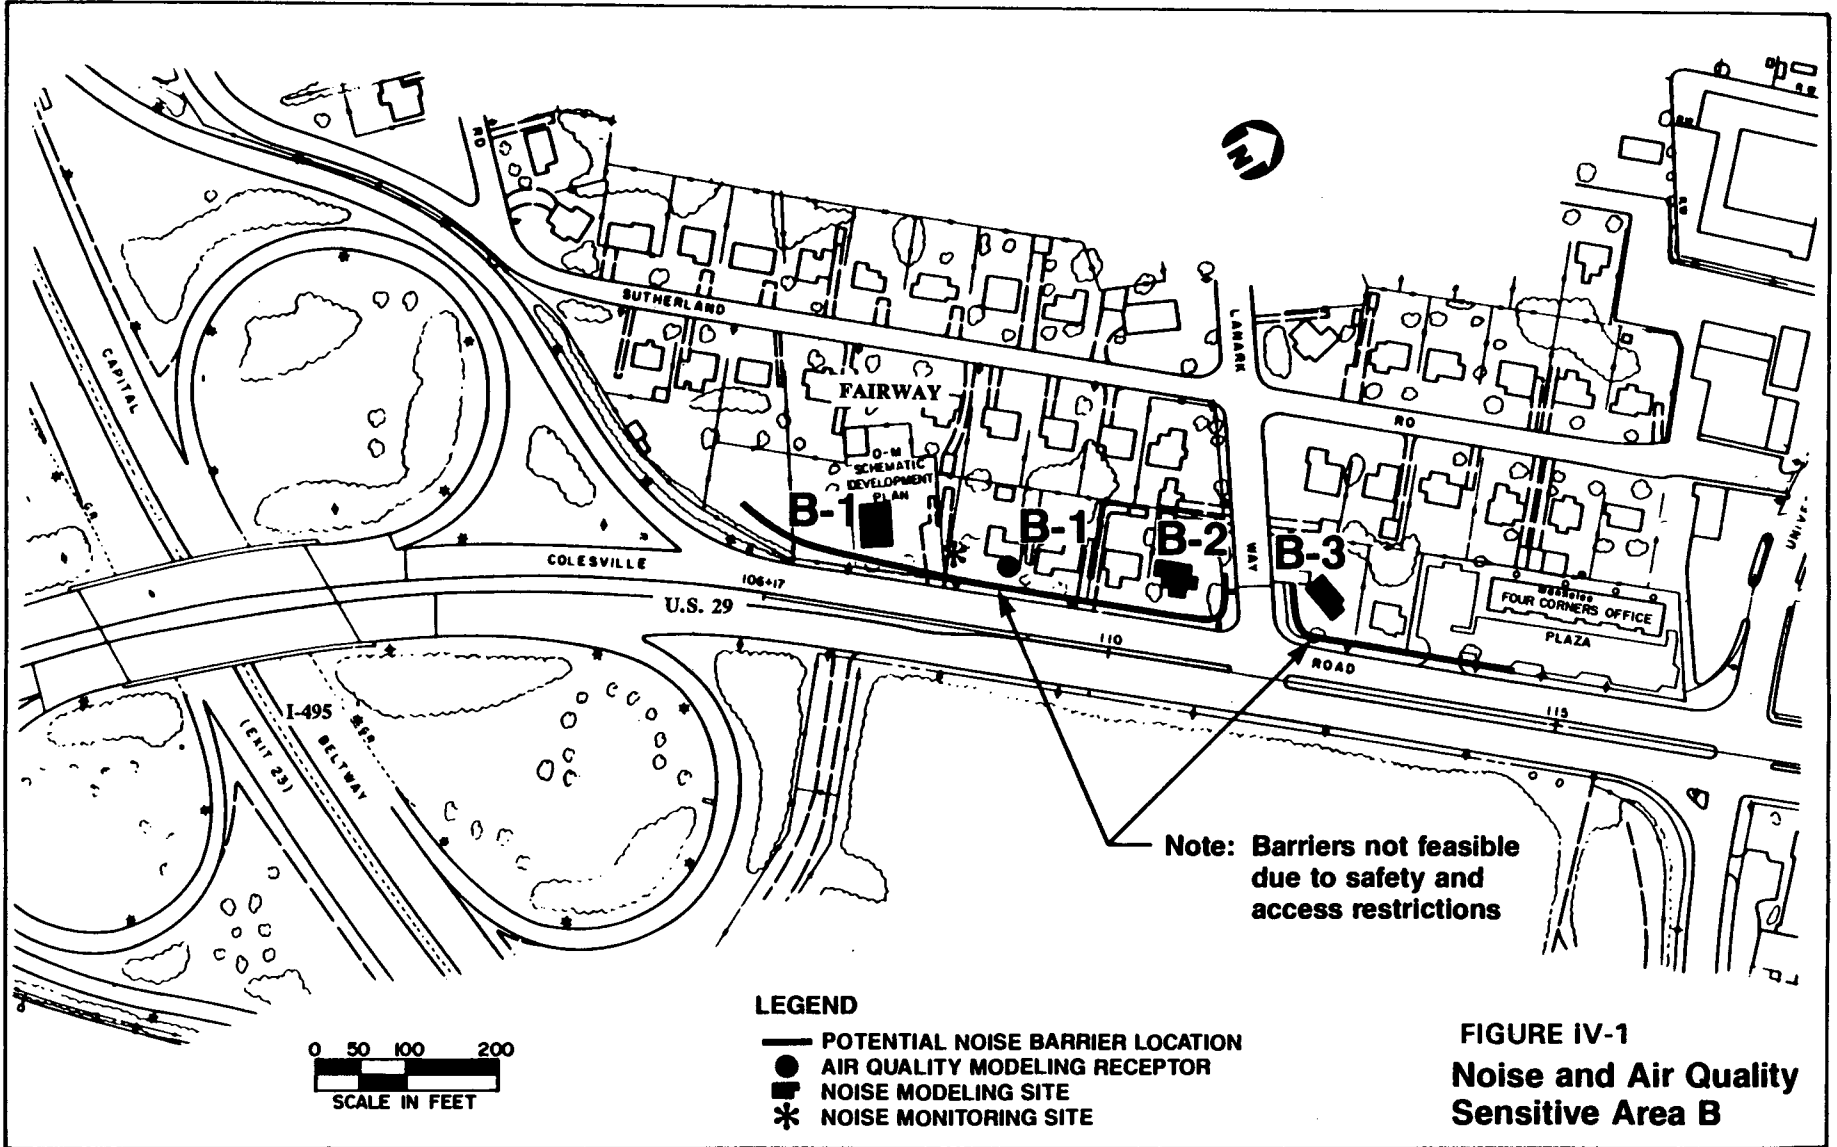 RD
N
SUTHERLAND
LANARK
CAPITAL
FAIRWAY
RD
O-M
SCHEMATIC
DEVELOPMENT
PLAN
B-1
B-1
B-2
B-3
WAY
COLESVILLE
106+17
U.S. 29
110
ROAD
FOUR CORNERS OFFICE
PLAZA
115
I-495
BELTWAY
(EXIT 23)
Note: Barriers not feasible
due to safety and
access restrictions
LEGEND
POTENTIAL NOISE BARRIER LOCATION
AIR QUALITY MODELING RECEPTOR
NOISE MODELING SITE
NOISE MONITORING SITE
0 50 100 200
SCALE IN FEET
FIGURE IV-1
Noise and Air Quality
Sensitive Area B